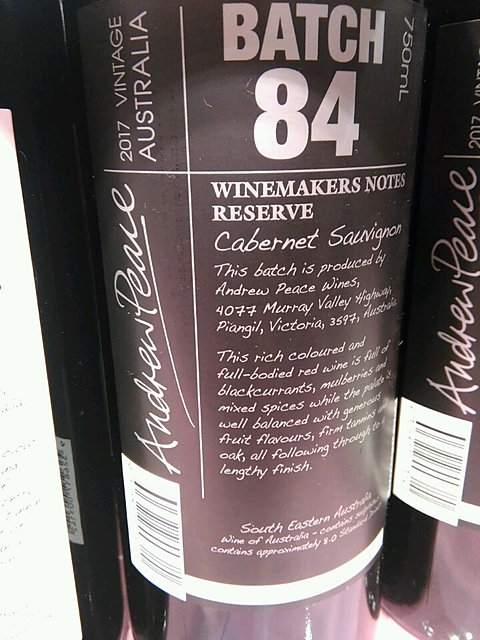 BATCH
84
750mL
2017 VINTAGE
AUSTRALIA
Andrew Peace
WINEMAKERS NOTES
RESERVE
Cabernet Sauvignon
This batch is produced by
Andrew Peace Wines,
4077 Murray Valley Highway,
Piangil, Victoria, 3597, Australia
This rich coloured and
full-bodied red wine is full of
blackcurrants, mulberries and
mixed spices while the palate is
well balanced with generous
fruit flavours, firm tannins
oak, all following through to a
lengthy finish.
South Eastern Australia
Wine of Australia - contains
contains approximately 8.0 Standard
2017
Andrew Peace